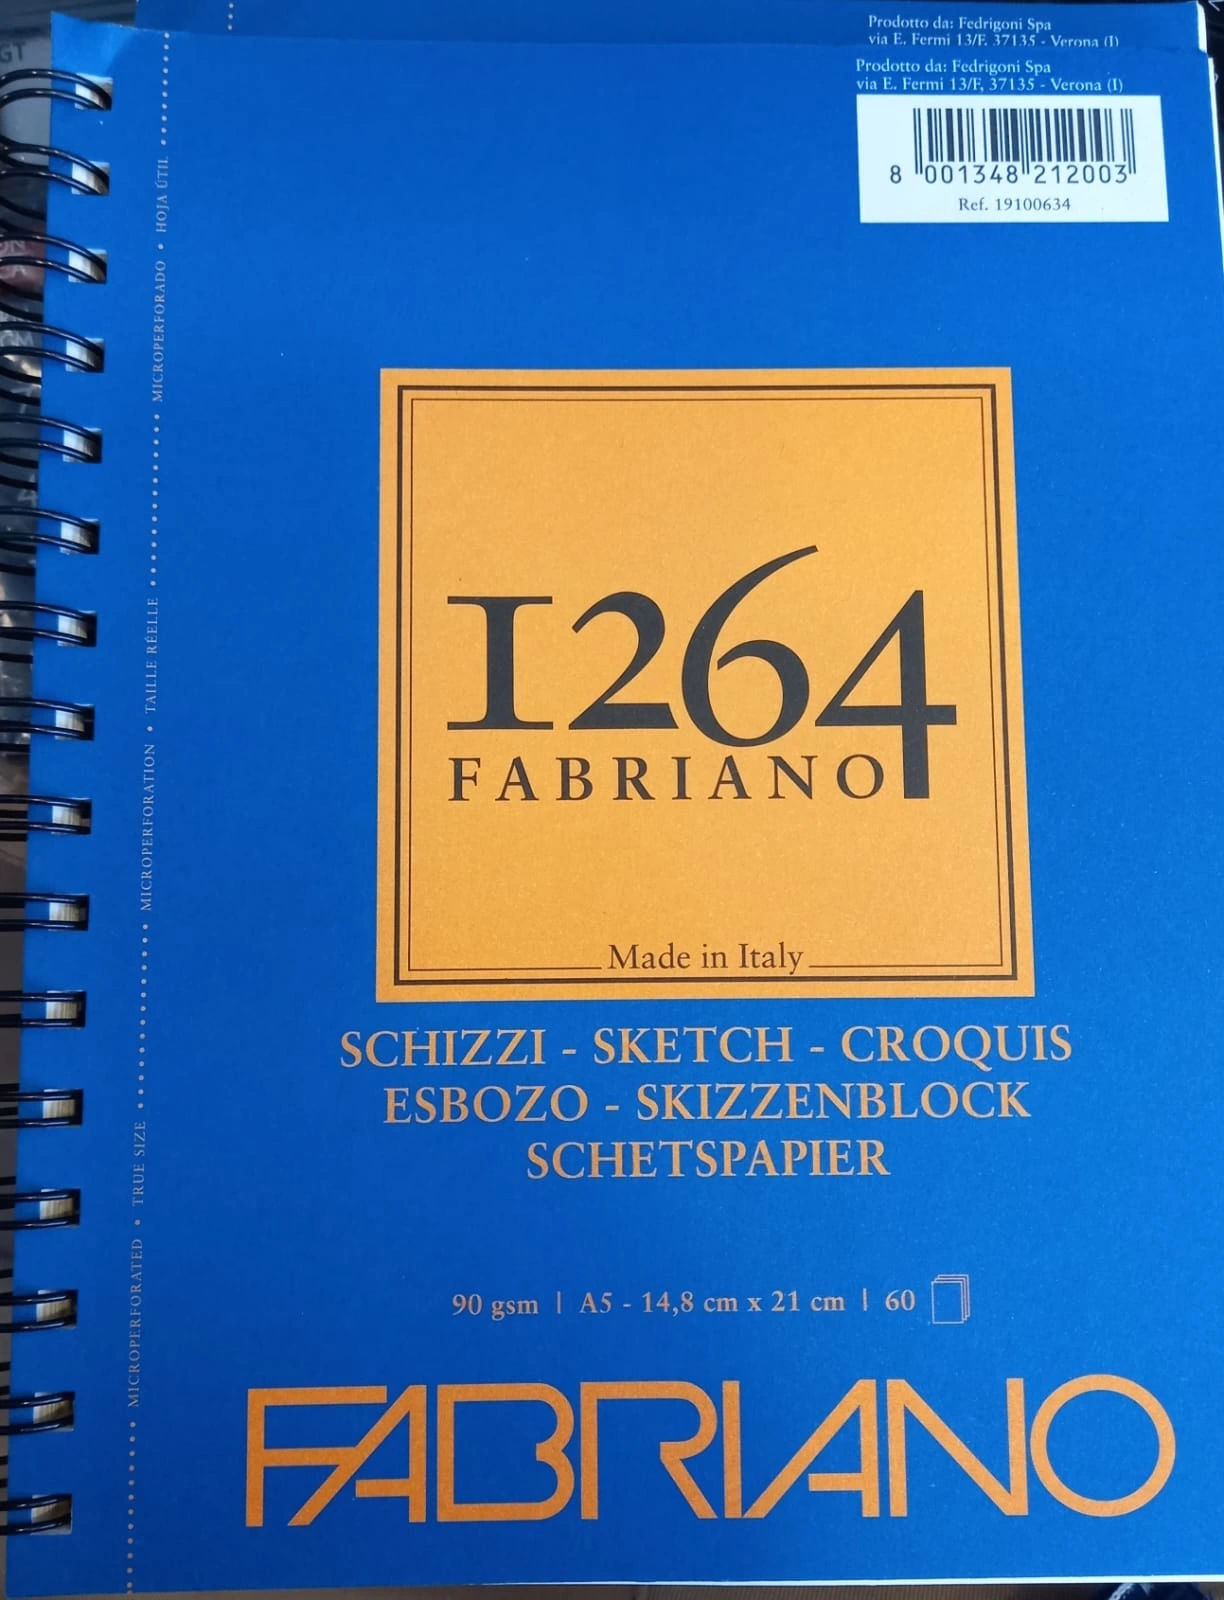 Prodotto da: Fedrigoni Spa
via E. Fermi 13/F, 37135 - Verona (I)
Prodotto da: Fedrigoni Spa
via E. Fermi 13/F, 37135 - Verona (I)
8 001348 212003
Ref. 19100634
MICROPERFORATED • TRUE SIZE
MICROPERFORATION • TAILLE RÉELLE
MICROPERFORADO • HOJA ÚTIL
1264
FABRIANO
Made in Italy
SCHIZZI - SKETCH - CROQUIS
ESBOZO - SKIZZENBLOCK
SCHETSPAPIER
90 gsm | A5 - 14,8 cm x 21 cm | 60
FABRIANO